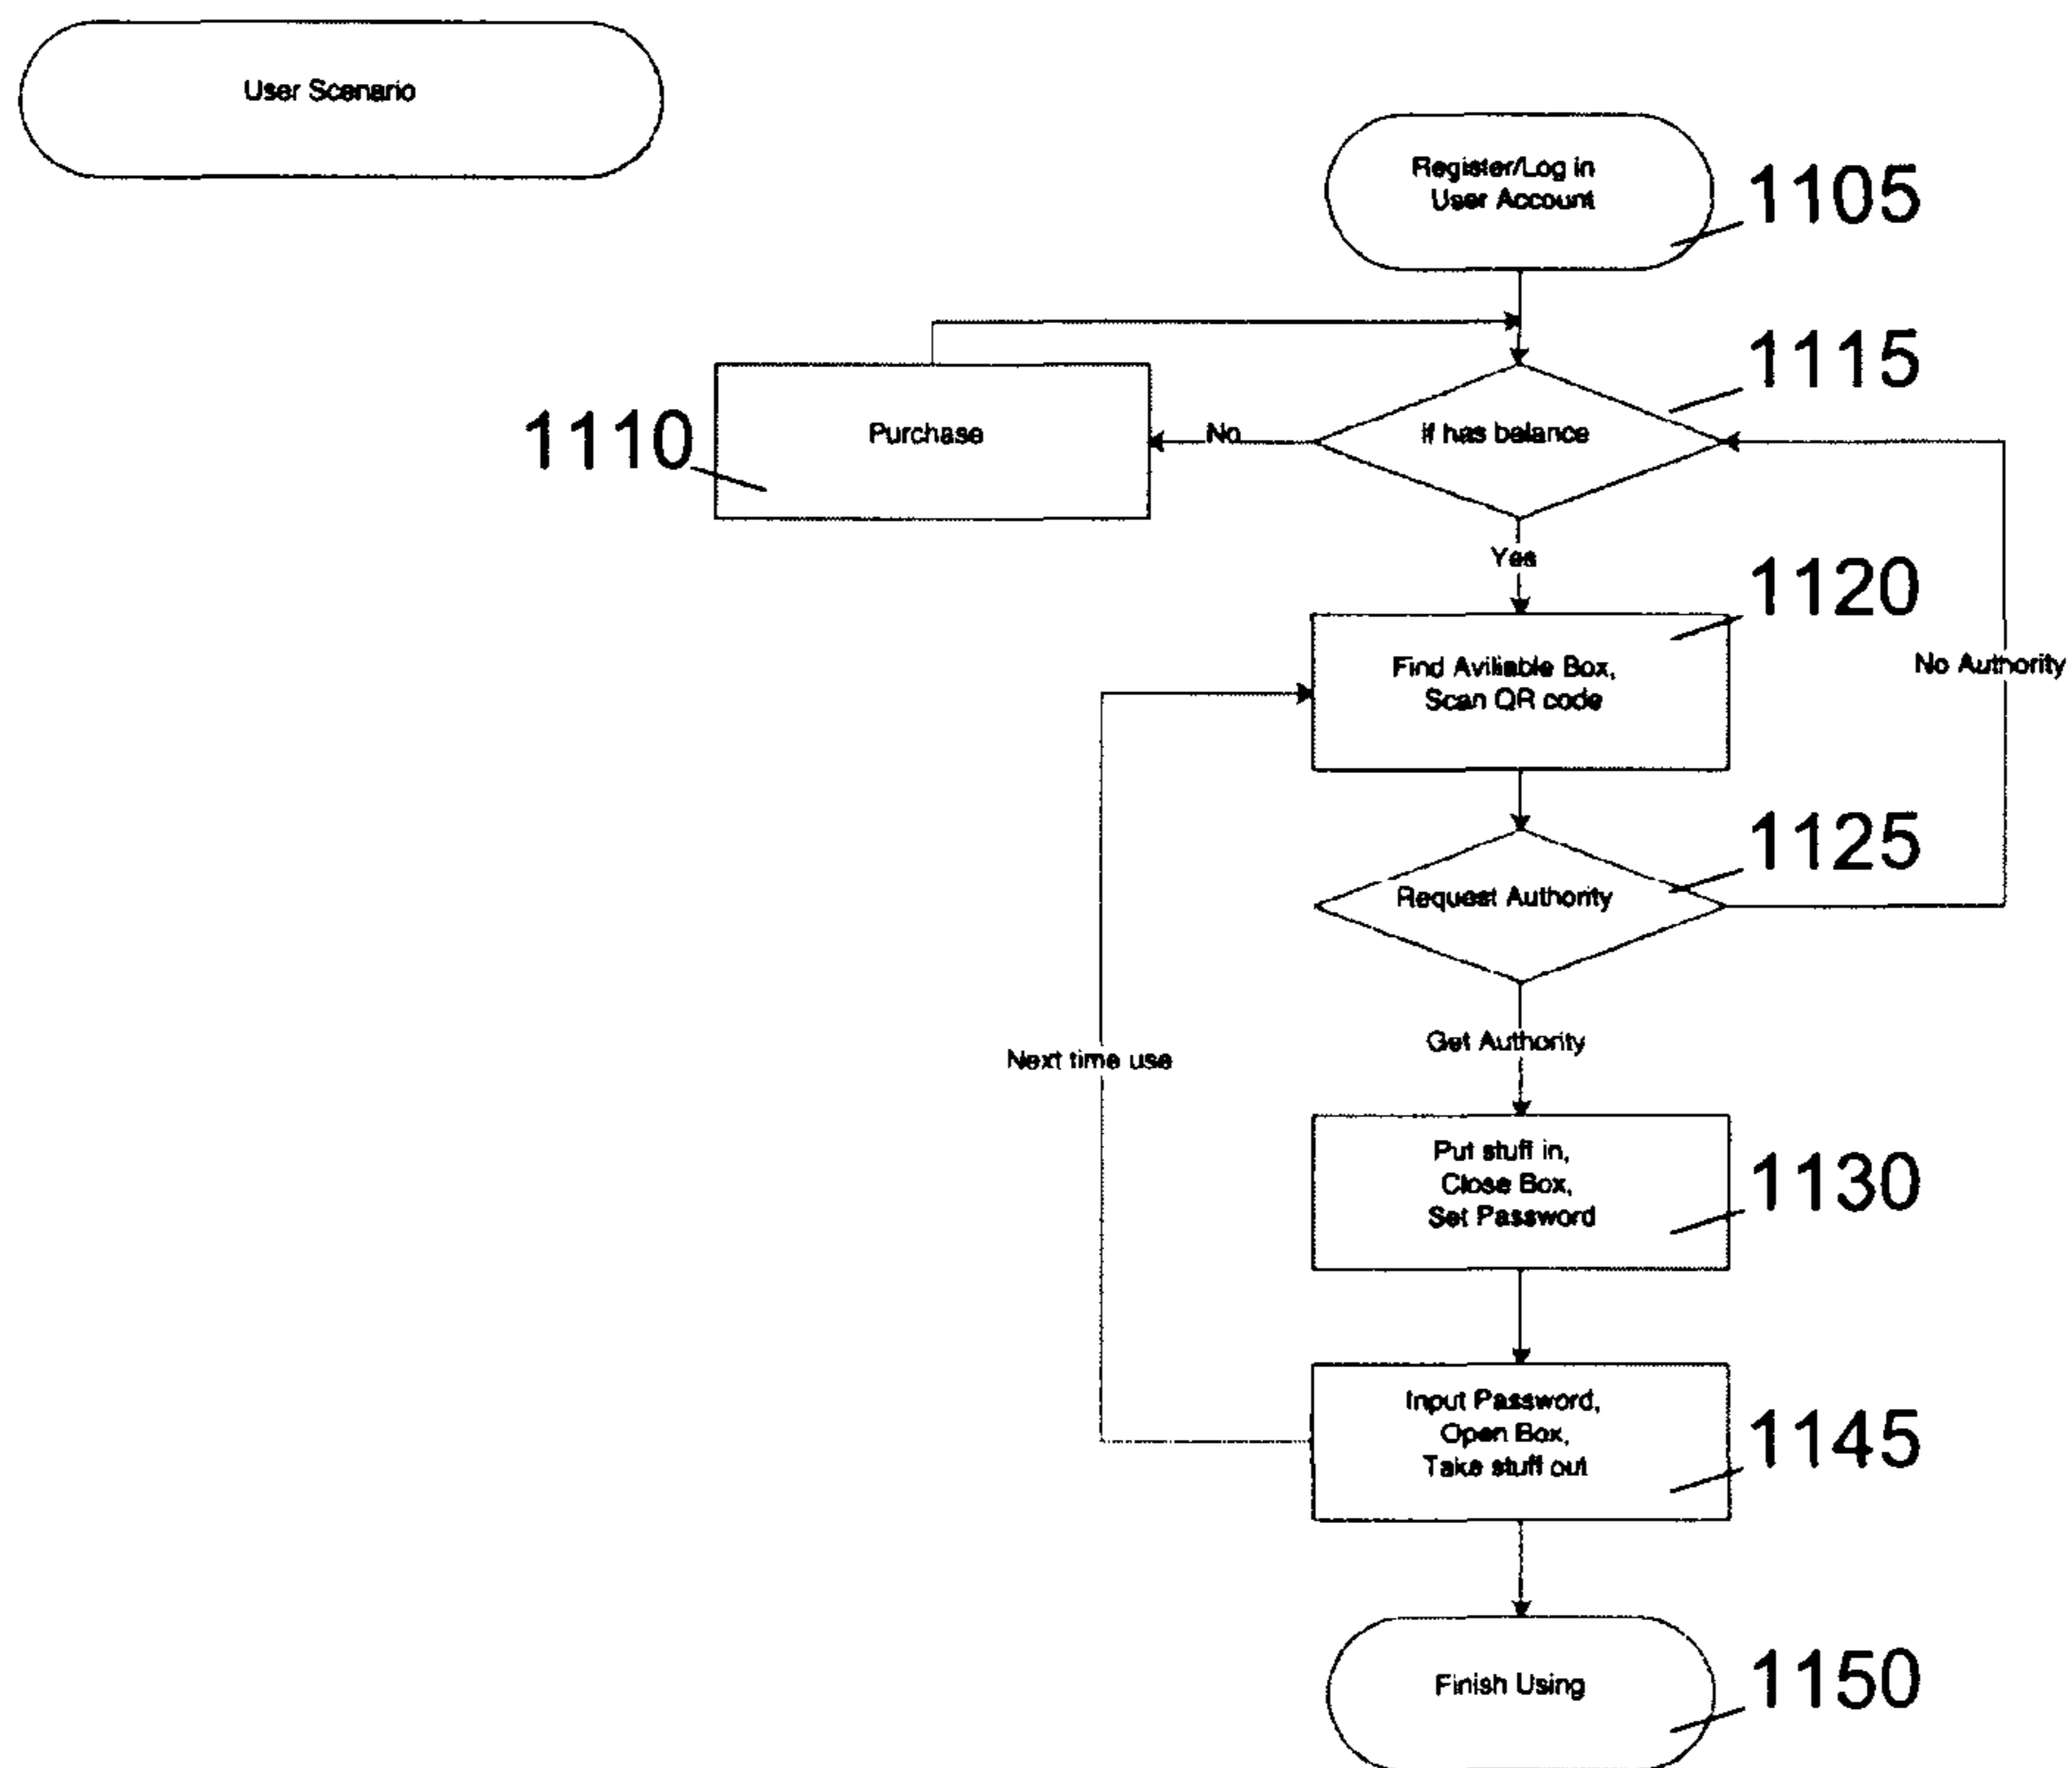 User Scenario
Register/Log in
User Account
1105
1115
1110
Purchase
No
if has balance
Yes
1120
Find Aviliable Box,
Scan QR code
No Authority
1125
Request Authority
Get Authority
Next time use
Put stuff in,
Close Box,
Set Password
1130
Input Password,
Open Box,
Take stuff out
1145
Finish Using
1150